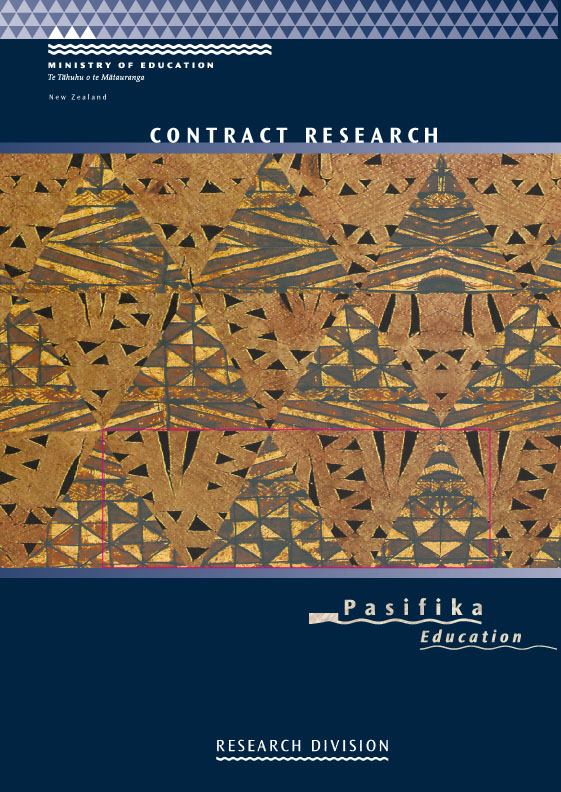 MINISTRY OF EDUCATION
Te Tāhuhu o te Mātauranga
New Zealand
CONTRACT RESEARCH
Pasifika
Education
RESEARCH DIVISION